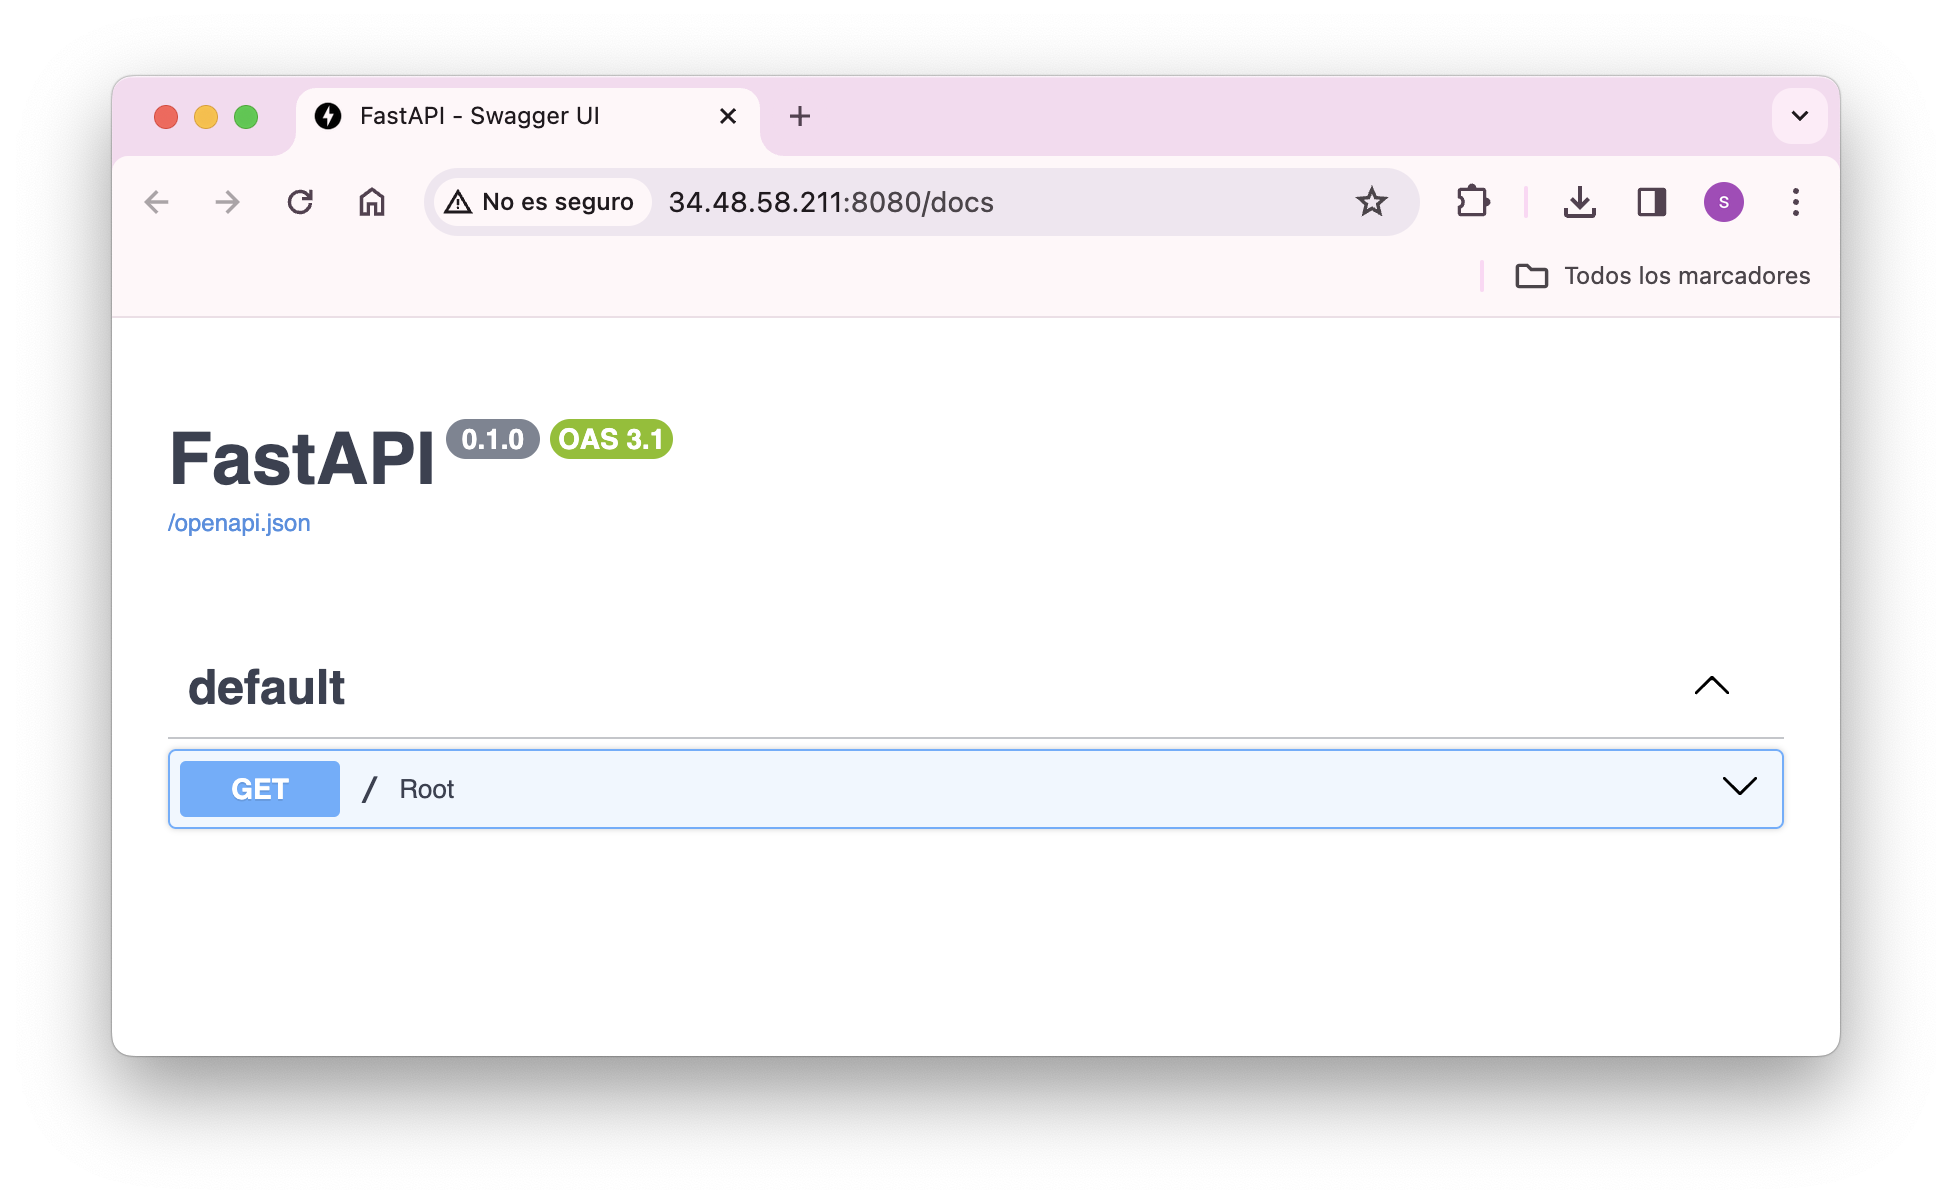 FastAPI - Swagger UI
No es seguro 34.48.58.211:8080/docs
S
Todos los marcadores
FastAPI 0.1.0 OAS 3.1
/openapi.json
default
GET / Root